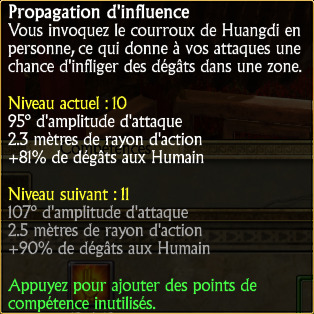 Propagation d'influence
Vous invoquez le courroux de Huangdi en
personne, ce qui donne à vos attaques une
chance d'infliger des dégâts dans une zone.
Niveau actuel : 10
95° d'amplitude d'attaque
2.3 mètres de rayon d'action
+81% de dégâts aux Humain
Niveau suivant : 11
107° d'amplitude d'attaque
2.5 mètres de rayon d'action
+90% de dégâts aux Humain
Appuyez pour ajouter des points de
compétence inutilisés.